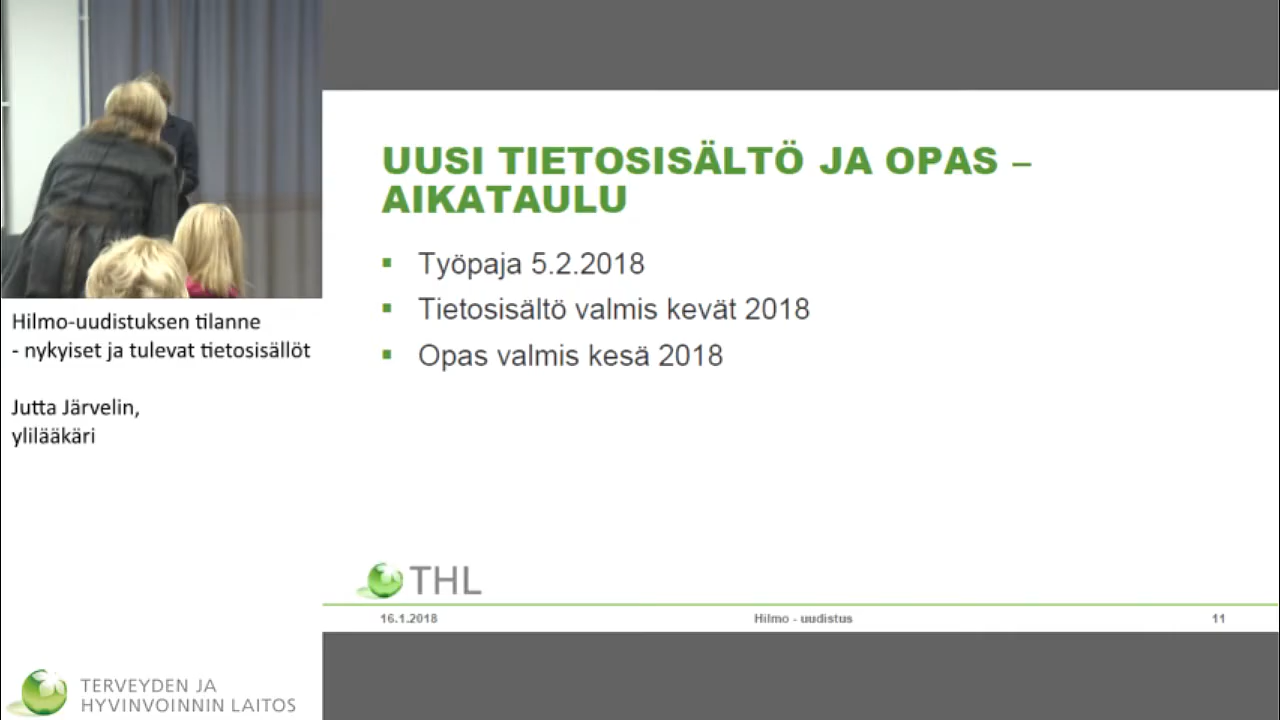 UUSI TIETOSISÄLTÖ JA OPAS –
AIKATAULU
▪ Työpaja 5.2.2018
▪ Tietosisältö valmis kevät 2018
▪ Opas valmis kesä 2018
THL
16.1.2018 Hilmo - uudistus 11
Hilmo-uudistuksen tilanne
- nykyiset ja tulevat tietosisällöt
Jutta Järvelin,
ylilääkäri
TERVEYDEN JA
HYVINVOINNIN LAITOS